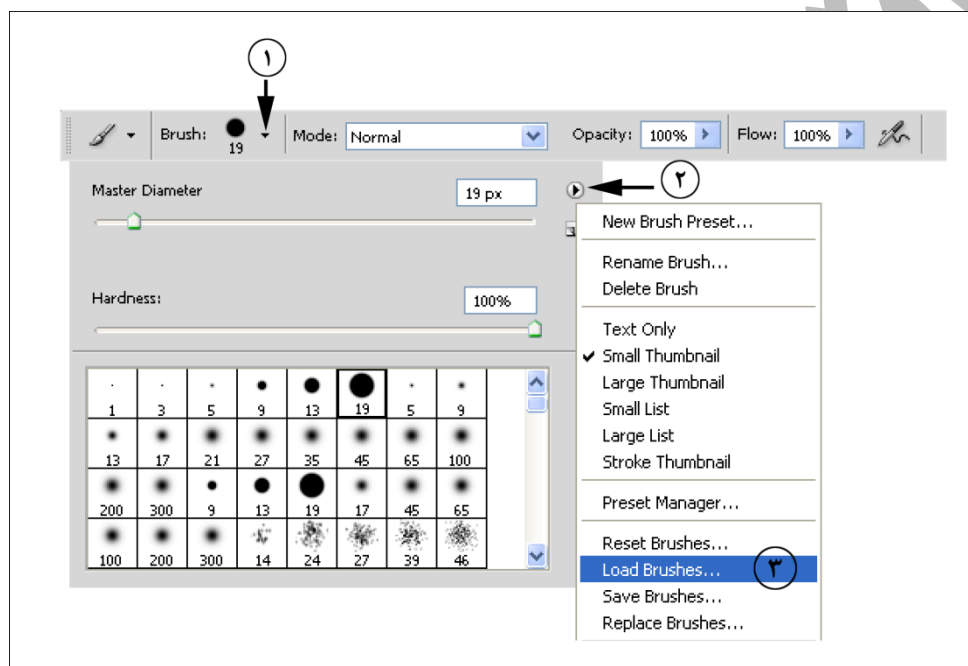 ۱
Brush: 19 Mode: Normal Opacity: 100% Flow: 100%
۲
Master Diameter 19 px
Hardness: 100%
1 3 5 9 13 19 5 9
13 17 21 27 35 45 65 100
200 300 9 13 19 17 45 65
100 200 300 14 24 27 39 46
New Brush Preset...
Rename Brush...
Delete Brush
Text Only
Small Thumbnail
Large Thumbnail
Small List
Large List
Stroke Thumbnail
Preset Manager...
Reset Brushes...
Load Brushes... ۳
Save Brushes...
Replace Brushes...